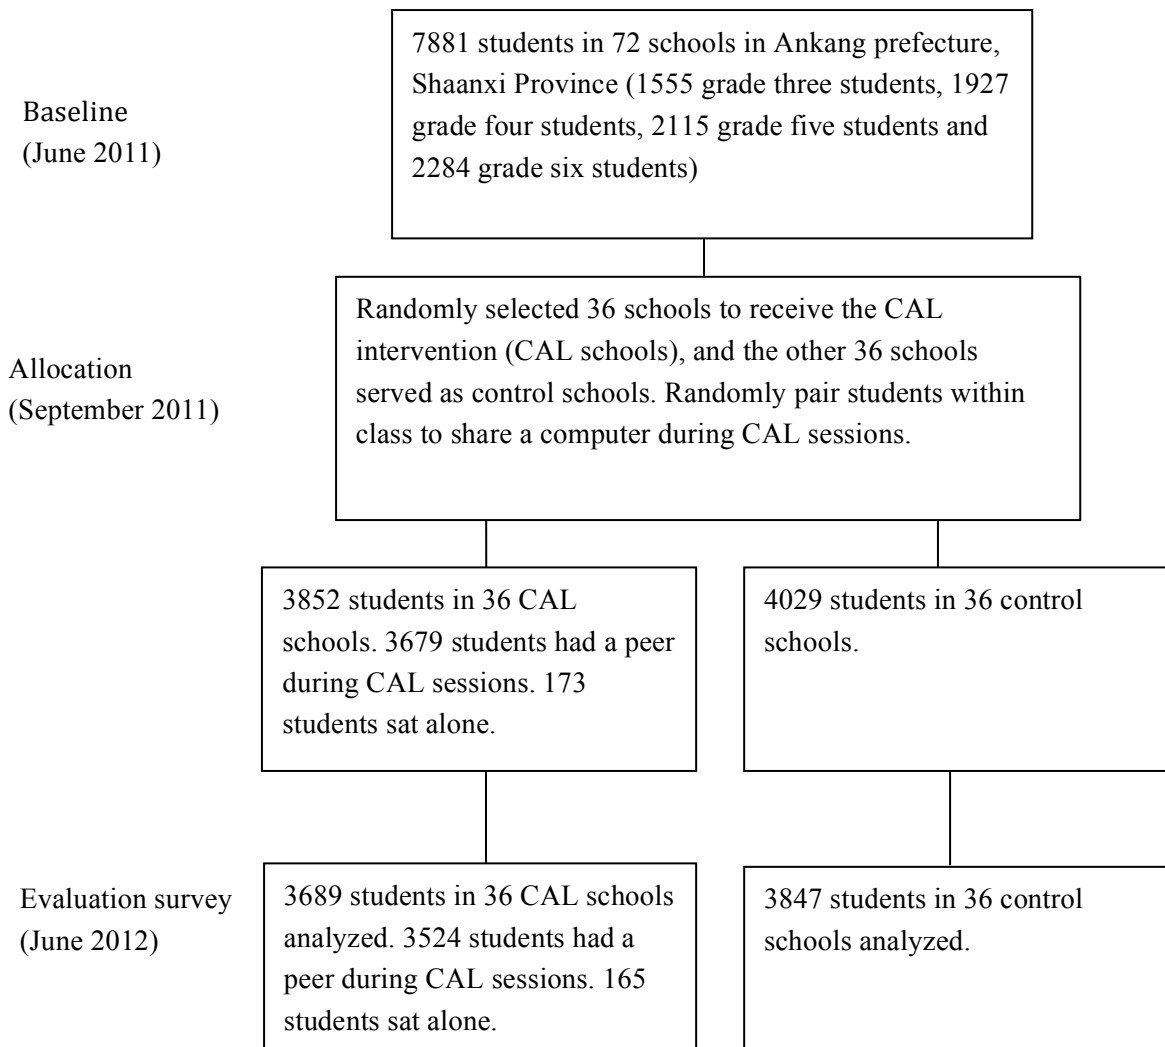 Baseline
(June 2011)
7881 students in 72 schools in Ankang prefecture,
Shaanxi Province (1555 grade three students, 1927
grade four students, 2115 grade five students and
2284 grade six students)
Allocation
(September 2011)
Randomly selected 36 schools to receive the CAL
intervention (CAL schools), and the other 36 schools
served as control schools. Randomly pair students within
class to share a computer during CAL sessions.
3852 students in 36 CAL
schools. 3679 students had a peer
during CAL sessions. 173
students sat alone.
4029 students in 36 control
schools.
Evaluation survey
(June 2012)
3689 students in 36 CAL schools
analyzed. 3524 students had a
peer during CAL sessions. 165
students sat alone.
3847 students in 36 control
schools analyzed.